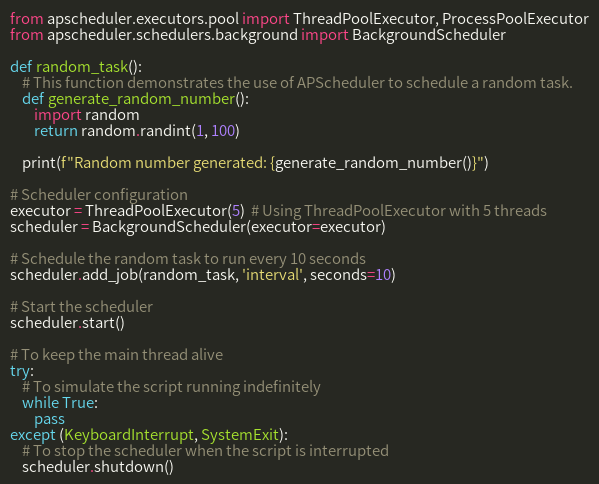 from apscheduler.executors.pool import ThreadPoolExecutor, ProcessPoolExecutor
from apscheduler.schedulers.background import BackgroundScheduler

def random_task():
    # This function demonstrates the use of APScheduler to schedule a random task.
    def generate_random_number():
        import random
        return random.randint(1, 100)

    print(f"Random number generated: {generate_random_number()}")

# Scheduler configuration
executor = ThreadPoolExecutor(5)  # Using ThreadPoolExecutor with 5 threads
scheduler = BackgroundScheduler(executor=executor)

# Schedule the random task to run every 10 seconds
scheduler.add_job(random_task, 'interval', seconds=10)

# Start the scheduler
scheduler.start()

# To keep the main thread alive
try:
    # To simulate the script running indefinitely
    while True:
        pass
except (KeyboardInterrupt, SystemExit):
    # To stop the scheduler when the script is interrupted
    scheduler.shutdown()